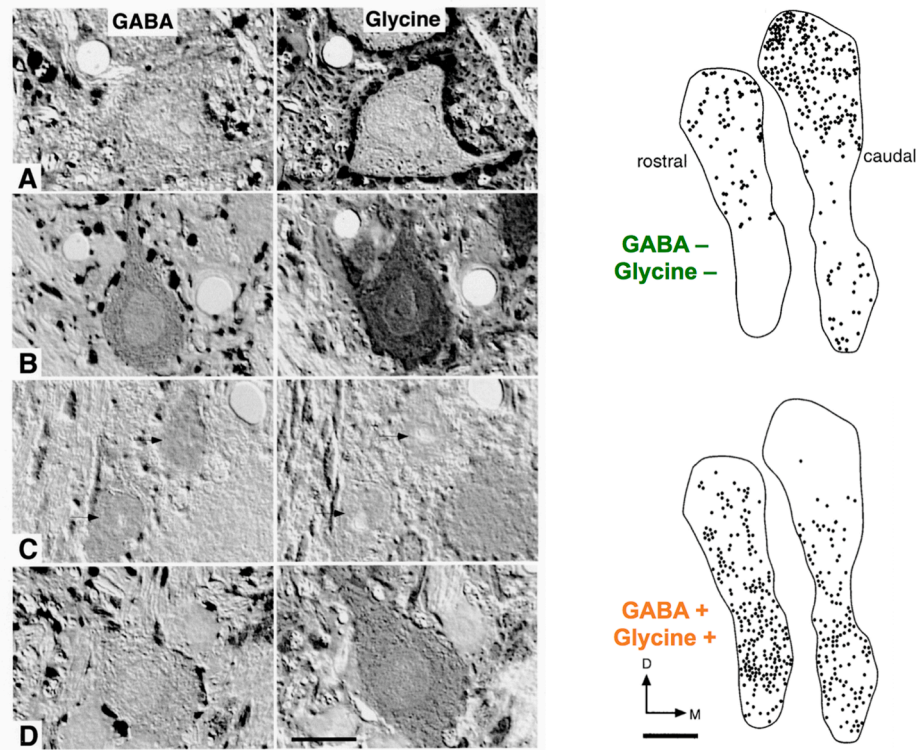 GABA
Glycine
A
B
C
D
rostral
caudal
GABA –
Glycine –
GABA +
Glycine +
D
M